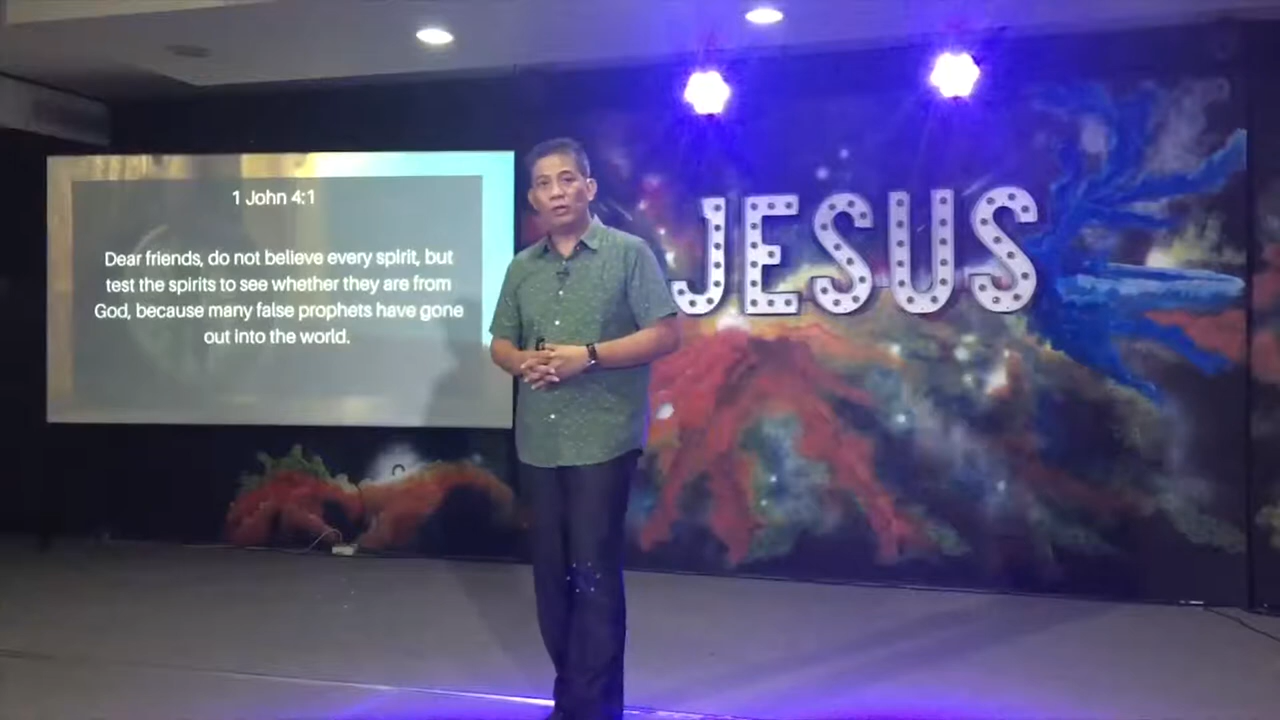 1 John 4:1
Dear friends, do not believe every spirit, but
test the spirits to see whether they are from
God, because many false prophets have gone
out into the world.
JESUS